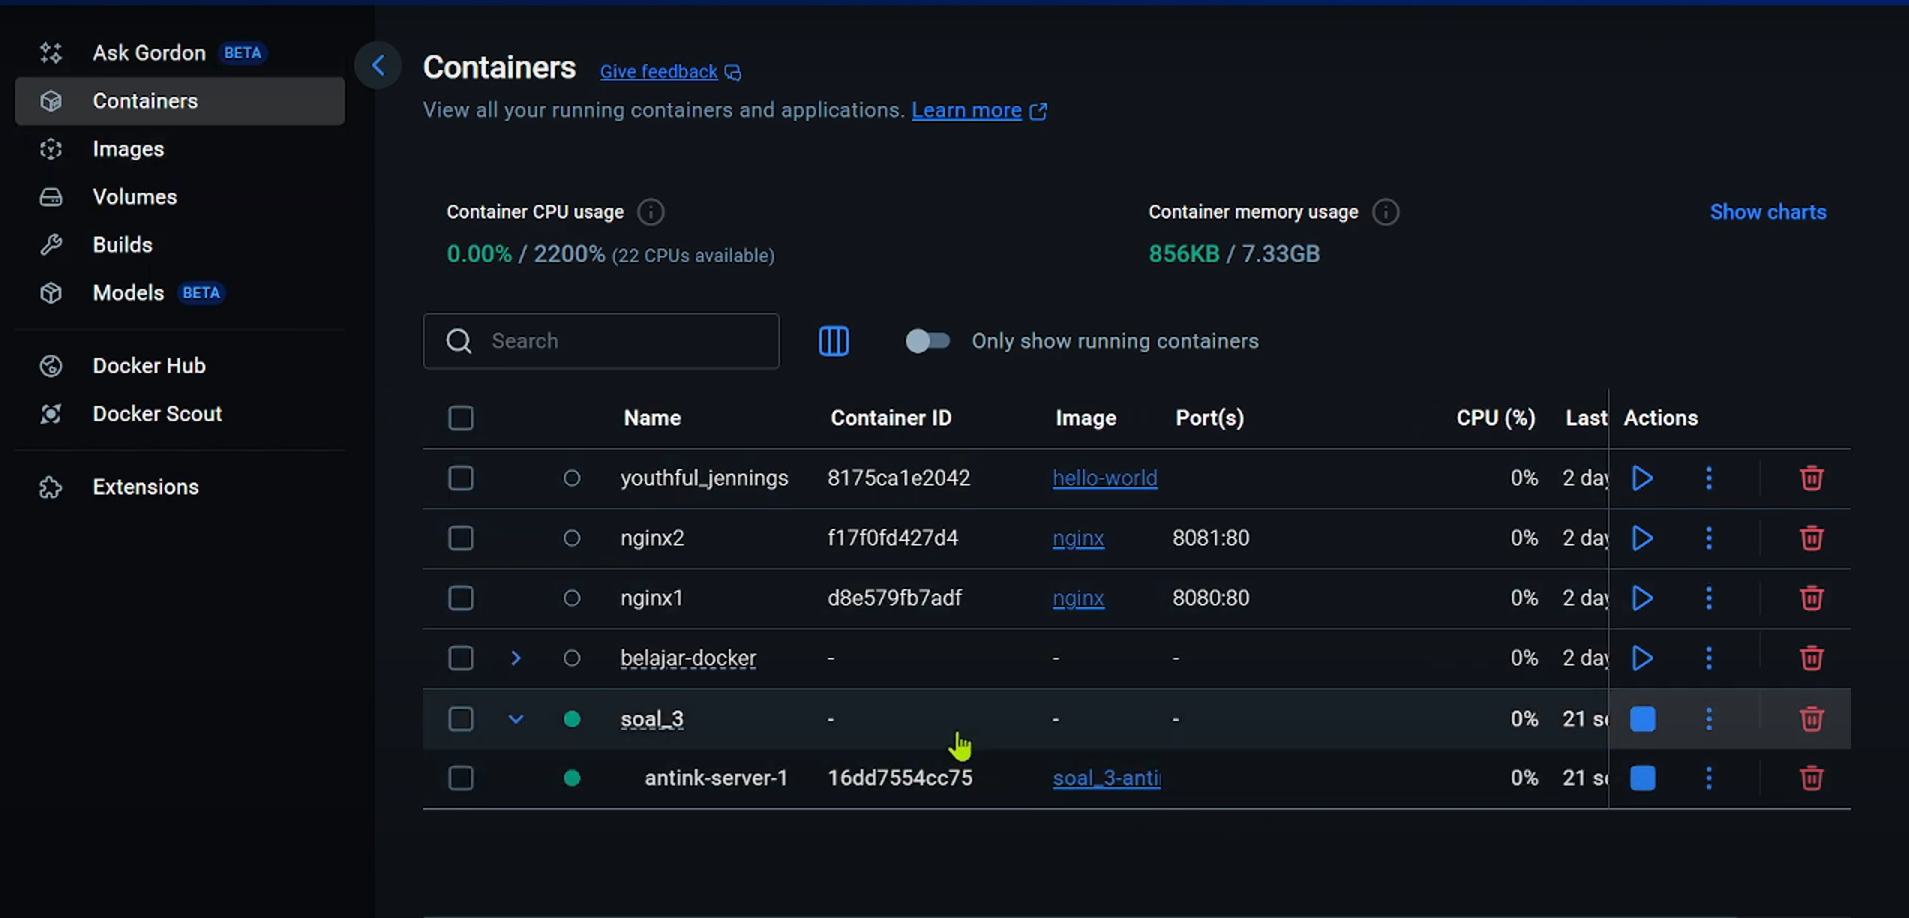 Ask Gordon BETA
Containers
Images
Volumes
Builds
Models BETA
Docker Hub
Docker Scout
Extensions
Containers Give feedback
View all your running containers and applications. Learn more
Container CPU usage
0.00% / 2200% (22 CPUs available)
Container memory usage
856KB / 7.33GB
Show charts
Search
Only show running containers
Name Container ID Image Port(s) CPU (%) Last Actions
youthful_jennings 8175ca1e2042 hello-world 0% 2 day
nginx2 f17f0fd427d4 nginx 8081:80 0% 2 day
nginx1 d8e579fb7adf nginx 8080:80 0% 2 day
belajar-docker - - - 0% 2 day
soal_3 - - - 0% 21 se
antink-server-1 16dd7554cc75 soal_3-anti 0% 21 se